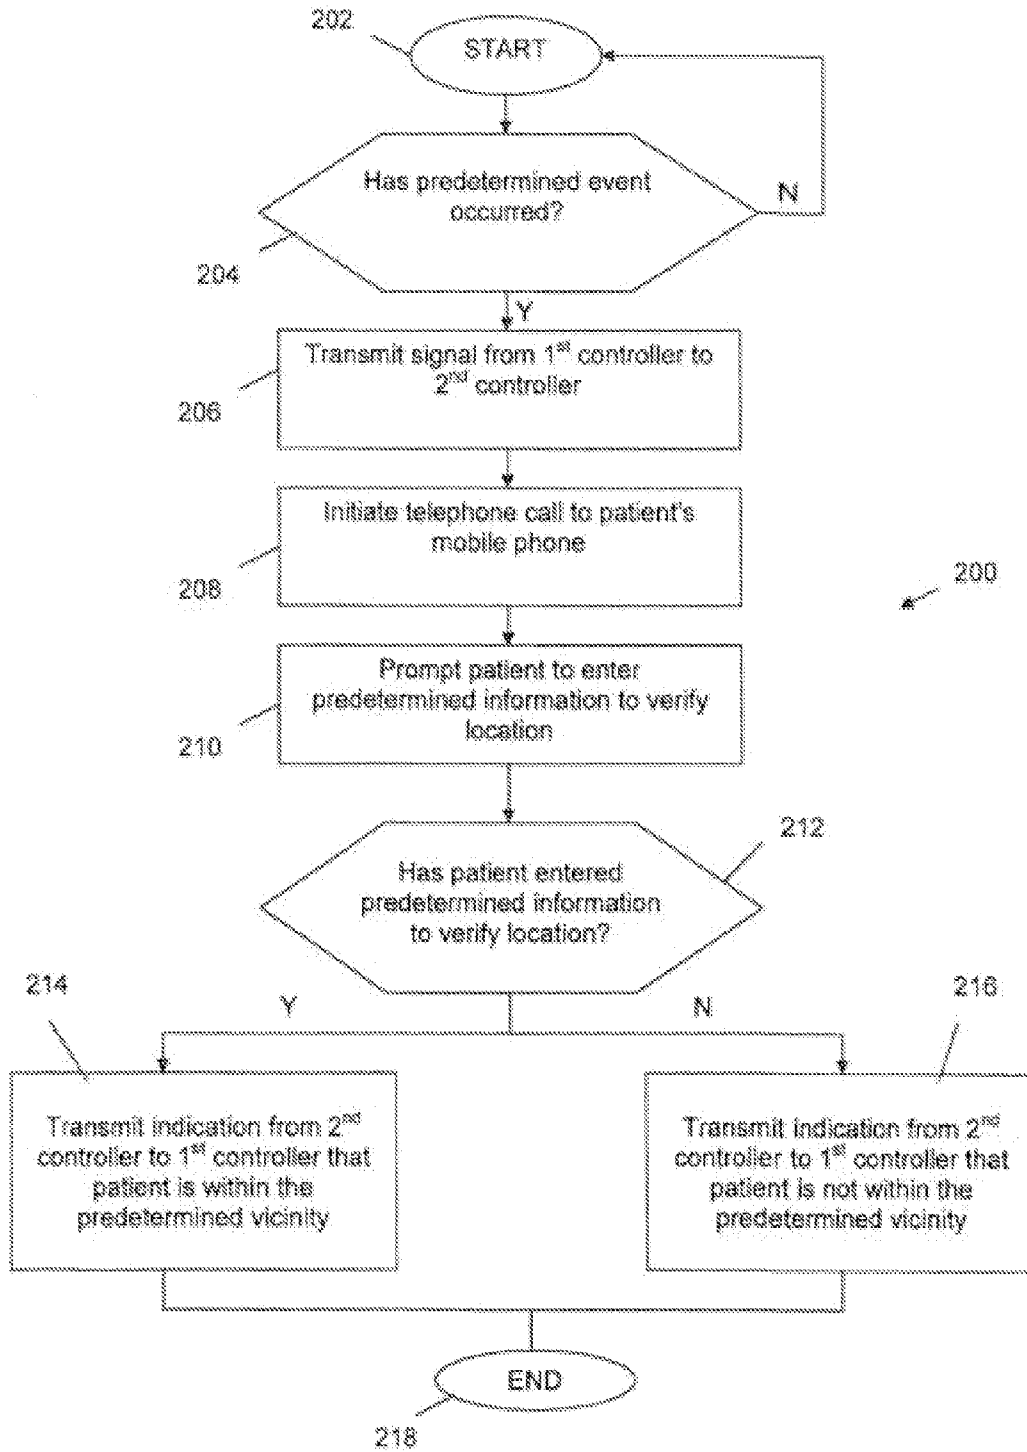 202
START
Has predetermined event
occurred?
N
204
Y
Transmit signal from 1st controller to
2nd controller
206
Initiate telephone call to patient's
mobile phone
208
200
Prompt patient to enter
predetermined information to verify
location
210
212
Has patient entered
predetermined information
to verify location?
214
Y
N
216
Transmit indication from 2nd
controller to 1st controller that
patient is within the
predetermined vicinity
Transmit indication from 2nd
controller to 1st controller that
patient is not within the
predetermined vicinity
END
218